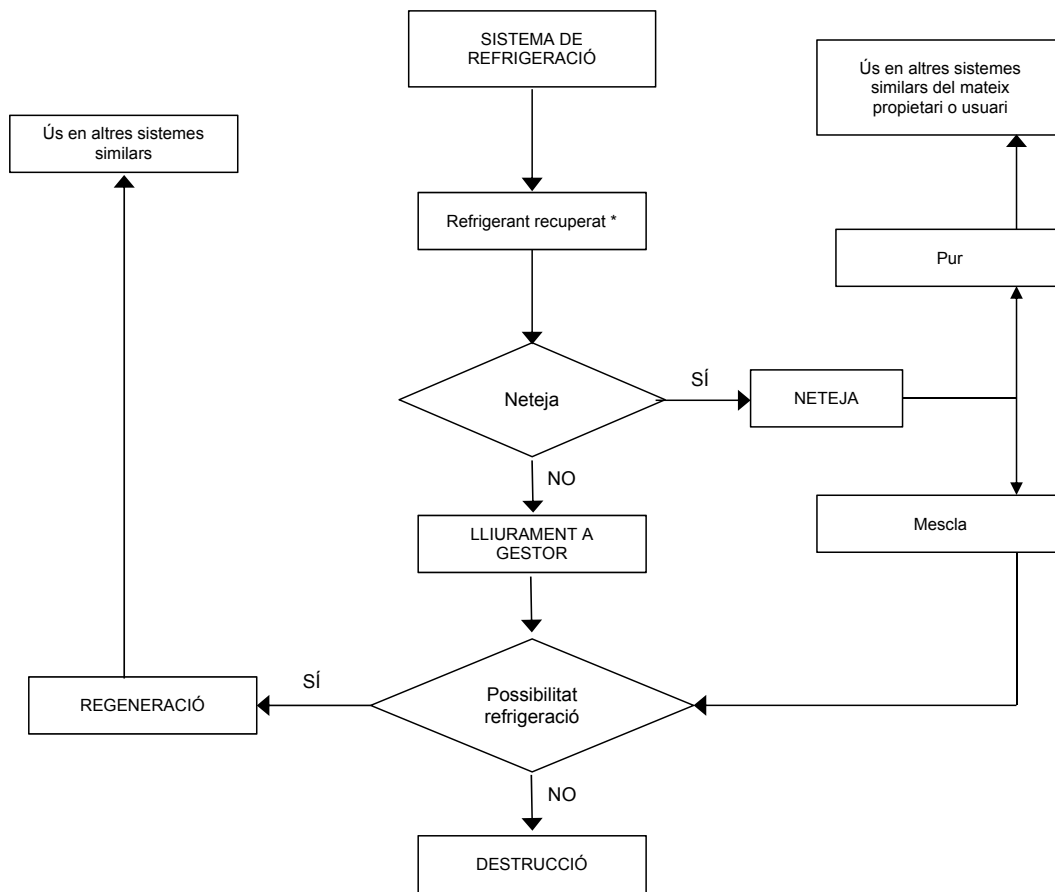 SISTEMA DE
REFRIGERACIÓ
Ús en altres sistemes
similars del mateix
propietari o usuari
Ús en altres sistemes
similars
Refrigerant recuperat *
Pur
Neteja
SÍ
NETEJA
NO
Mescla
LLIURAMENT A
GESTOR
SÍ
Possibilitat
refrigeració
REGENERACIÓ
NO
DESTRUCCIÓ